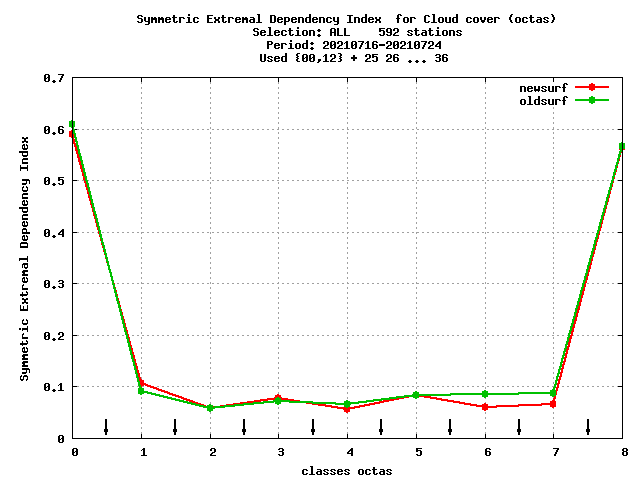 Symmetric Extremal Dependency Index  for Cloud cover (octas)
Selection: ALL    592 stations
Period: 20210716-20210724
Used {00,12} + 25 26 ... 36
newsurf
oldsurf
0.7
0.6
0.5
0.4
0.3
0.2
0.1
0
Symmetric Extremal Dependency Index
0 1 2 3 4 5 6 7 8
classes octas